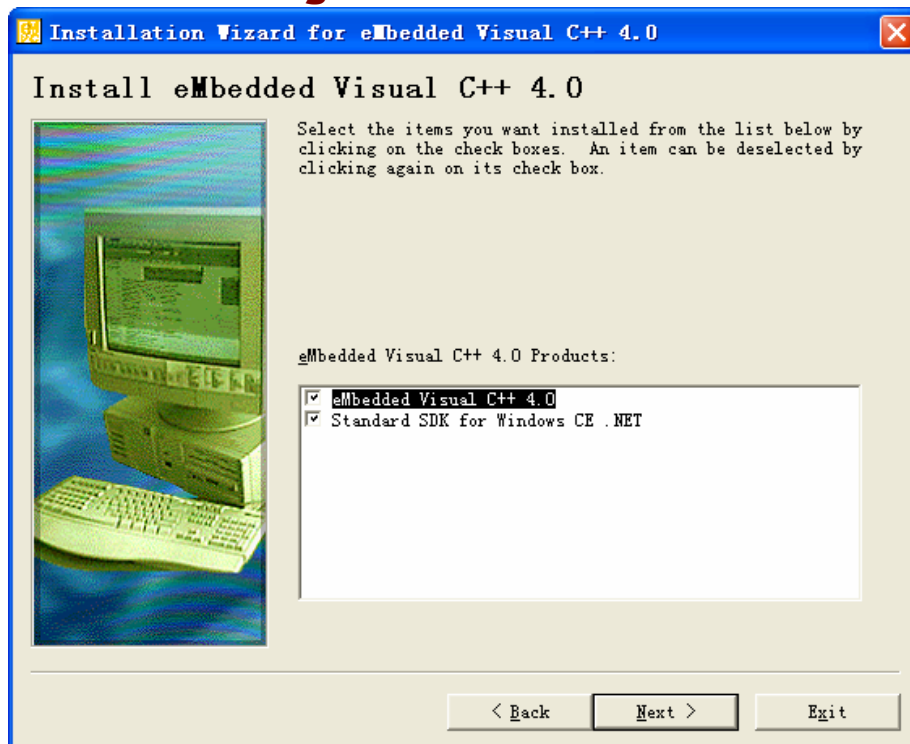 Installation Wizard for eMbedded Visual C++ 4.0
Install eMbedded Visual C++ 4.0
Select the items you want installed from the list below by
clicking on the check boxes.  An item can be deselected by
clicking again on its check box.
eMbedded Visual C++ 4.0 Products:
eMbedded Visual C++ 4.0
Standard SDK for Windows CE .NET
< Back
Next >
Exit